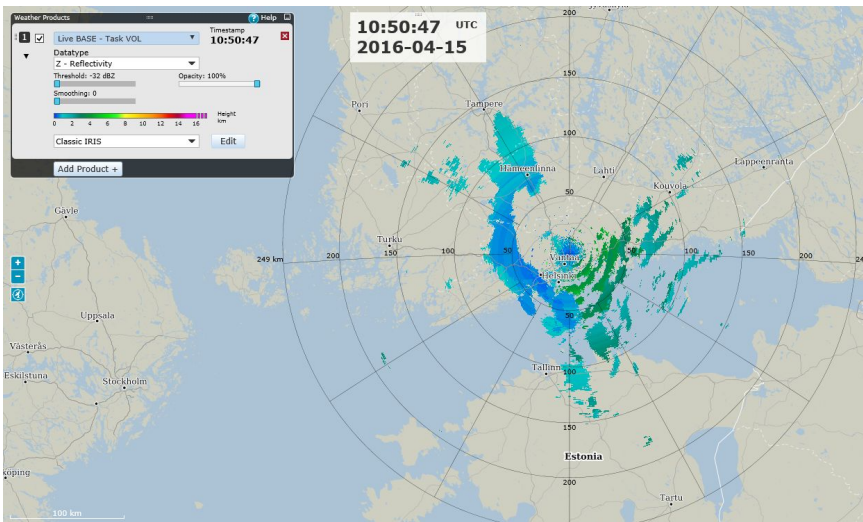 Weather Products
Help
1
Live BASE - Task VOL
Timestamp
10:50:47
Datatype
Z - Reflectivity
Threshold: -32 dBZ
Opacity: 100%
Smoothing: 0
0 2 4 6 8 10 12 14 16
Height
km
Classic IRIS
Edit
Add Product +
10:50:47 UTC
2016-04-15
200
150
Pori
Tampere
100
Lahti
Lappeenranta
Hämeenlinna
Kouvola
50
Gävle
Turku
249 km
200
150
100
50
Vantaa
50
100
150
200
Helsinki
+
−
Uppsala
50
Västerås
Tallinn
100
Eskilstuna
Stockholm
150
Estonia
köping
200
Tartu
100 km